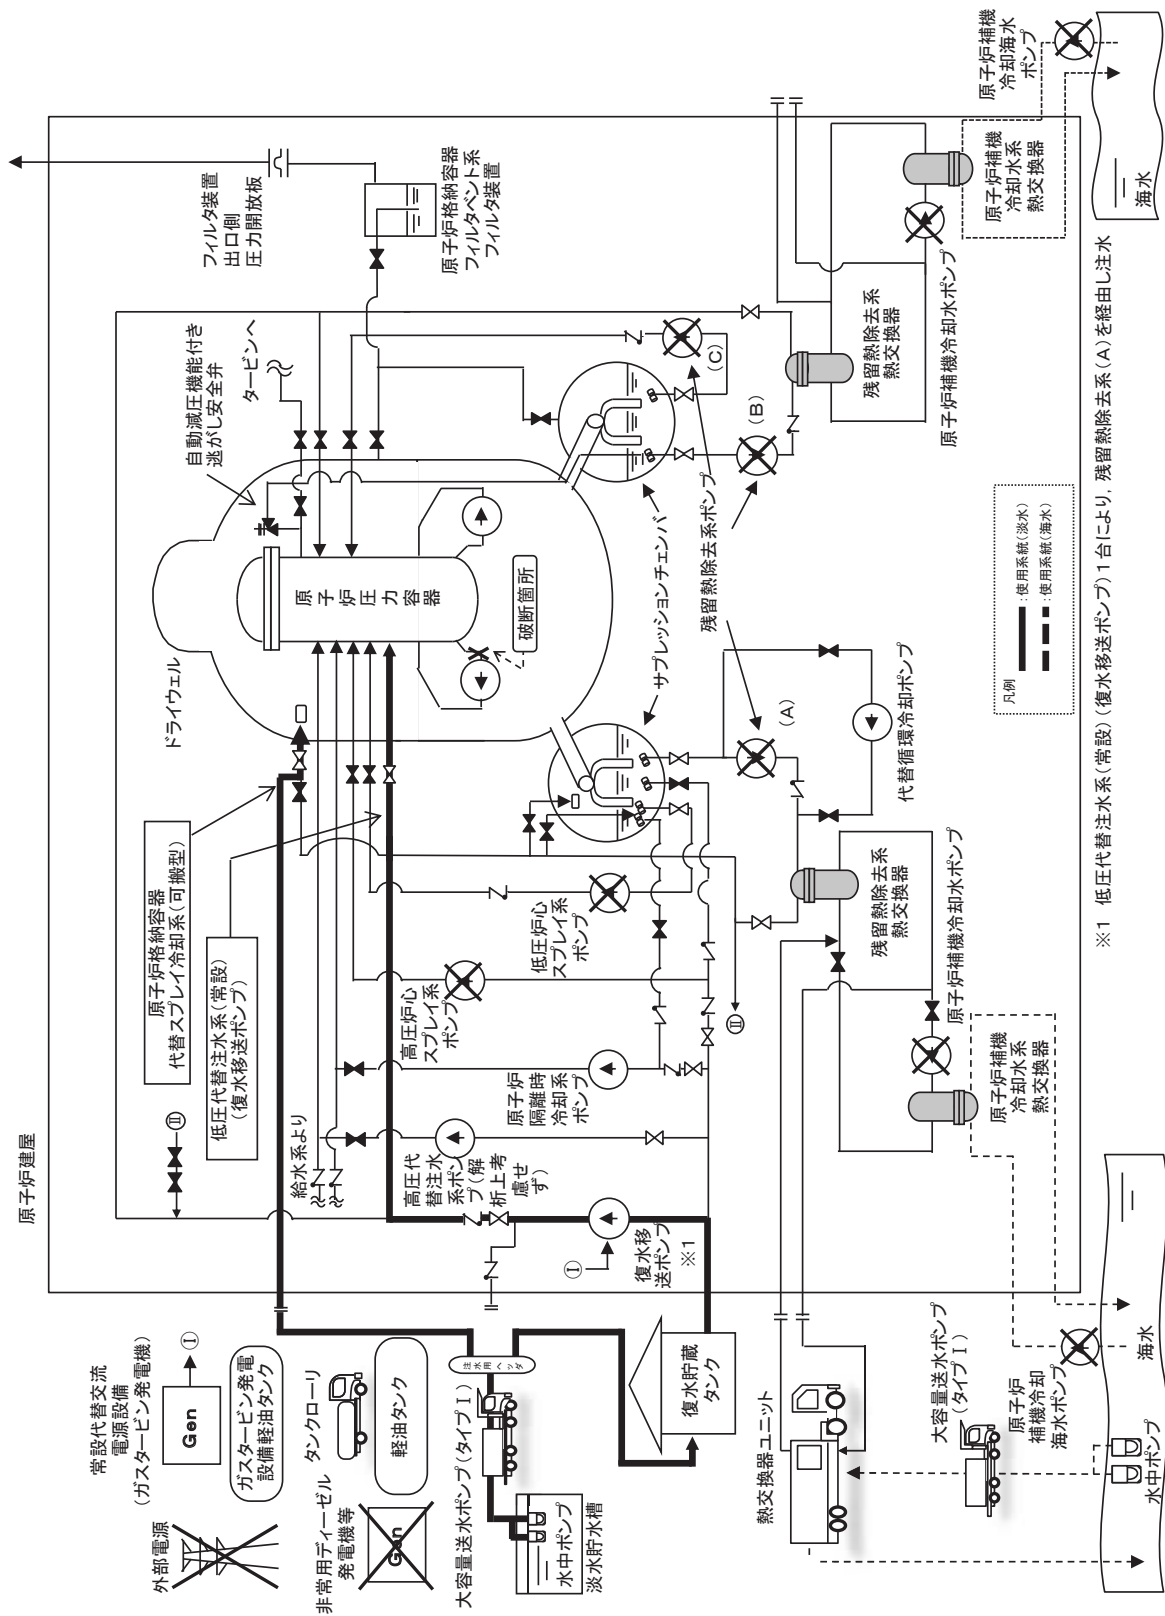 原子炉建屋
外部電源
常設代替交流
電源設備
(ガスタービン発電機)
Gen
Ⅰ
ガスタービン発電
設備軽油タンク
非常用ディーゼル
発電機等
Gen
タンクローリ
軽油タンク
大容量送水ポンプ(タイプⅠ)
注水用ヘッダ
水中ポンプ
淡水貯水槽
復水貯蔵
タンク
熱交換器ユニット
大容量送水ポンプ
(タイプⅠ)
原子炉
補機冷却
海水ポンプ
海水
水中ポンプ
原子炉格納容器
代替スプレイ冷却系(可搬型)
低圧代替注水系(常設)
(復水移送ポンプ)
Ⅱ
給水系より
高圧代
替注水
系ポン
プ(解
析上考
慮せ
ず)
Ⅰ
復水移
送ポンプ
※1
原子炉
隔離時
冷却系
ポンプ
高圧炉心
スプレイ系
ポンプ
低圧炉心
スプレイ系
ポンプ
Ⅱ
残留熱除去系
熱交換器
原子炉補機冷却水ポンプ
原子炉補機
冷却水系
熱交換器
代替循環冷却ポンプ
(A)
ドライウェル
原子炉圧力容器
破断箇所
サプレッションチェンバ
残留熱除去系ポンプ
(B)
(C)
自動減圧機能付き
逃がし安全弁
タービンへ
フィルタ装置
出口側
圧力開放板
原子炉格納容器
フィルタベント系
フィルタ装置
残留熱除去系
熱交換器
原子炉補機冷却水ポンプ
原子炉補機
冷却水系
熱交換器
原子炉補機
冷却海水
ポンプ
海水
凡例
:使用系統(淡水)
:使用系統(海水)
※1 低圧代替注水系(常設)(復水移送ポンプ)1台により,残留熱除去系(A)を経由し注水